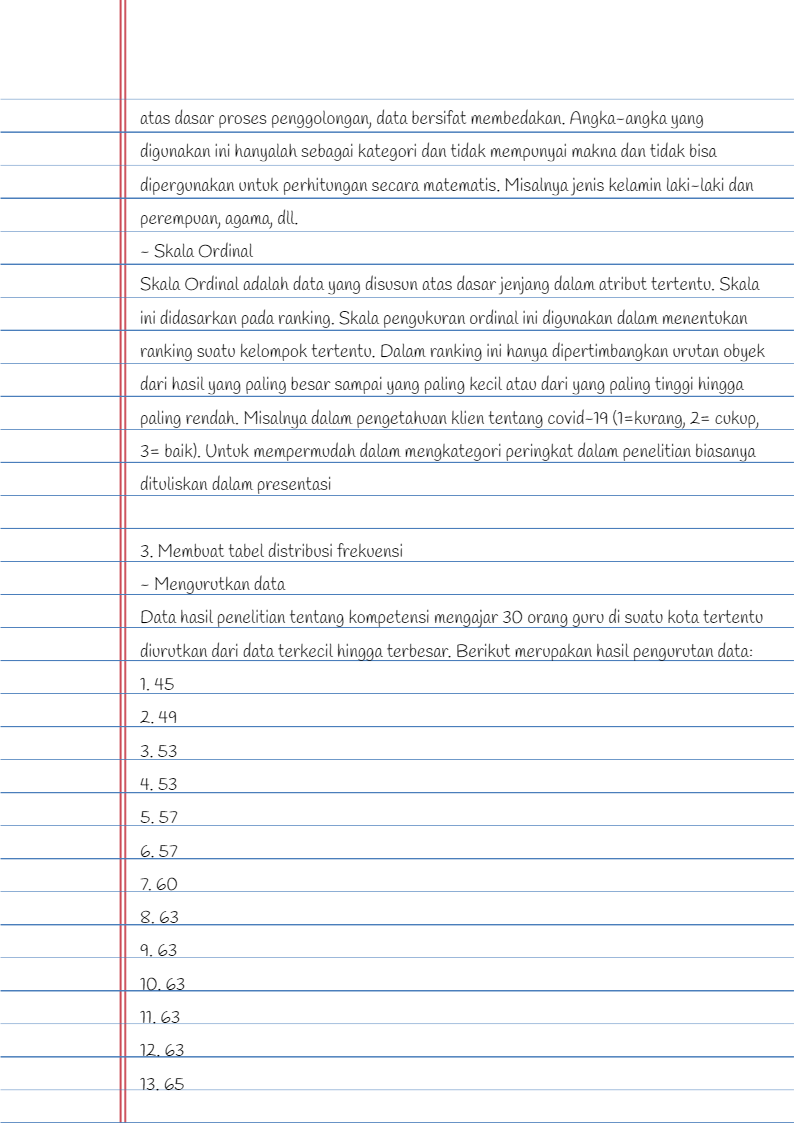 atas dasar proses penggolongan, data bersifat membedakan. Angka-angka yang
digunakan ini hanyalah sebagai kategori dan tidak mempunyai makna dan tidak bisa
dipergunakan untuk perhitungan secara matematis. Misalnya jenis kelamin laki-laki dan
perempuan, agama, dll.
- Skala Ordinal
Skala Ordinal adalah data yang disusun atas dasar jenjang dalam atribut tertentu. Skala
ini didasarkan pada ranking. Skala pengukuran ordinal ini digunakan dalam menentukan
ranking suatu kelompok tertentu. Dalam ranking ini hanya dipertimbangkan urutan obyek
dari hasil yang paling besar sampai yang paling kecil atau dari yang paling tinggi hingga
paling rendah. Misalnya dalam pengetahuan klien tentang covid-19 (1=kurang, 2= cukup,
3= baik). Untuk mempermudah dalam mengkategori peringkat dalam penelitian biasanya
dituliskan dalam presentasi
3. Membuat tabel distribusi frekuensi
- Mengurutkan data
Data hasil penelitian tentang kompetensi mengajar 30 orang guru di suatu kota tertentu
diurutkan dari data terkecil hingga terbesar. Berikut merupakan hasil pengurutan data:
1. 45
2. 49
3. 53
4. 53
5. 57
6. 57
7. 60
8. 63
9. 63
10. 63
11. 63
12. 63
13. 65